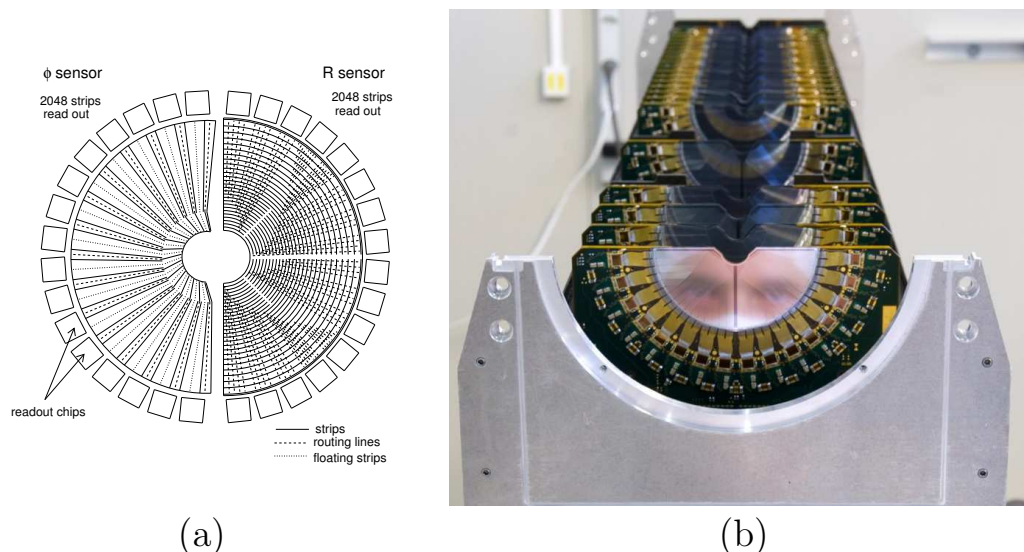 ϕ sensor
2048 strips
read out
R sensor
2048 strips
read out
readout chips
strips
routing lines
floating strips
(a)
(b)